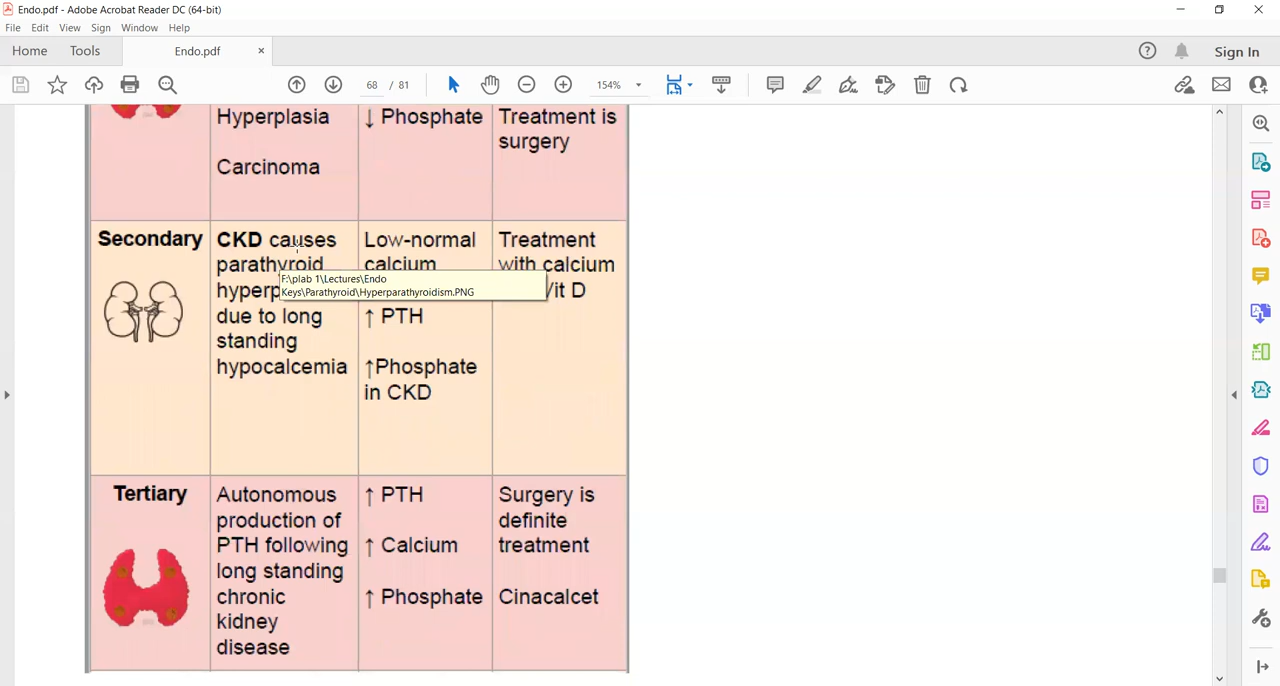 Endo.pdf - Adobe Acrobat Reader DC (64-bit)
File Edit View Sign Window Help
Home Tools Endo.pdf × Sign In
68 / 81 154%
Hyperplasia
Carcinoma
↓ Phosphate
Treatment is
surgery
Secondary
CKD causes
parathyroid
due to long
standing
hypocalcemia
Low-normal
calcium
↑ PTH
↑Phosphate
in CKD
Treatment
with calcium
D
F:\plab 1\Lectures\Endo
Keys\Parathyroid\Hyperparathyroidism.PNG
Tertiary
Autonomous
production of
PTH following
long standing
chronic
kidney
disease
↑ PTH
↑ Calcium
↑ Phosphate
Surgery is
definite
treatment
Cinacalcet